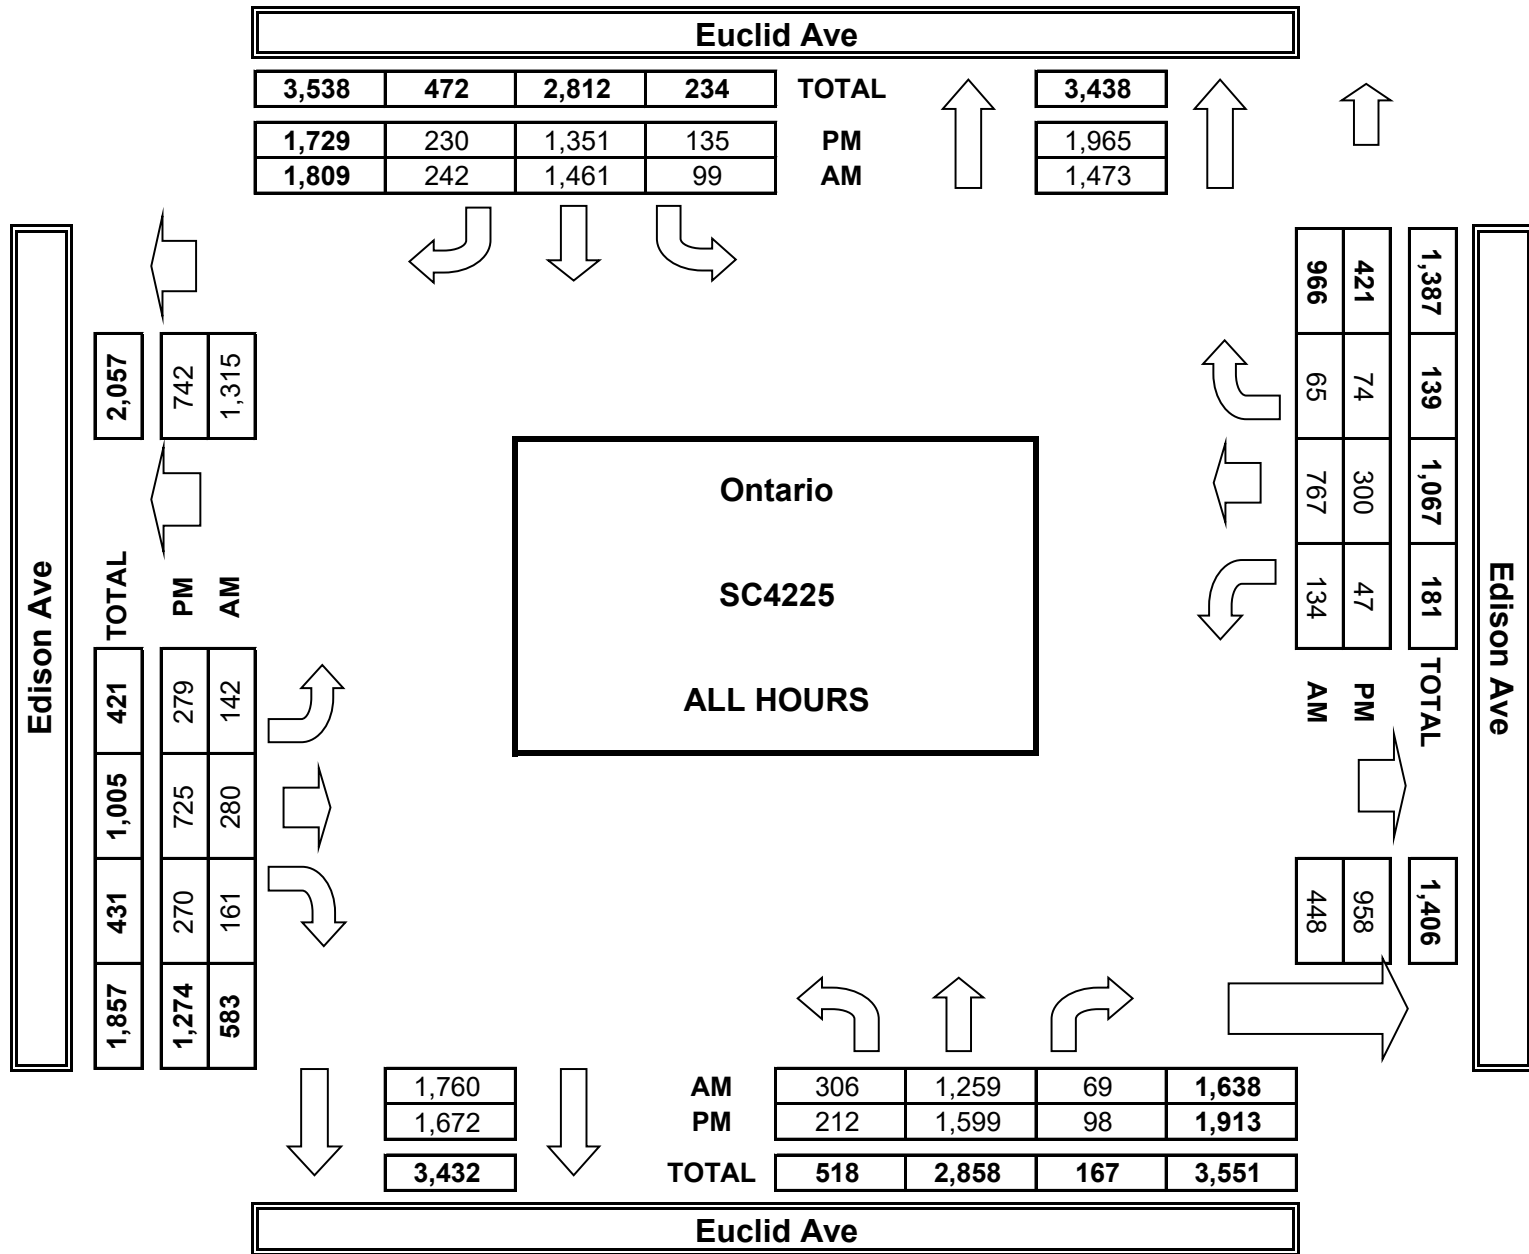 Euclid Ave
3,538 472 2,812 234 TOTAL 3,438
1,729 230 1,351 135 PM 1,965
1,809 242 1,461 99 AM 1,473
Edison Ave
2,057 742 1,315
TOTAL PM AM
421 279 142
1,005 725 280
431 270 161
1,857 1,274 583
Ontario
SC4225
ALL HOURS
966 421 1,387
65 74 139
767 300 1,067
134 47 181
AM PM TOTAL
448 958 1,406
Edison Ave
1,760 AM 306 1,259 69 1,638
1,672 PM 212 1,599 98 1,913
3,432 TOTAL 518 2,858 167 3,551
Euclid Ave